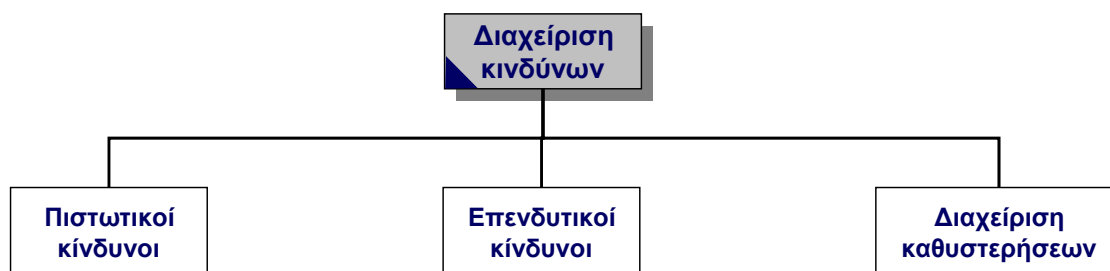 Διαχείριση
κινδύνων
Πιστωτικοί
κίνδυνοι
Επενδυτικοί
κίνδυνοι
Διαχείριση
καθυστερήσεων